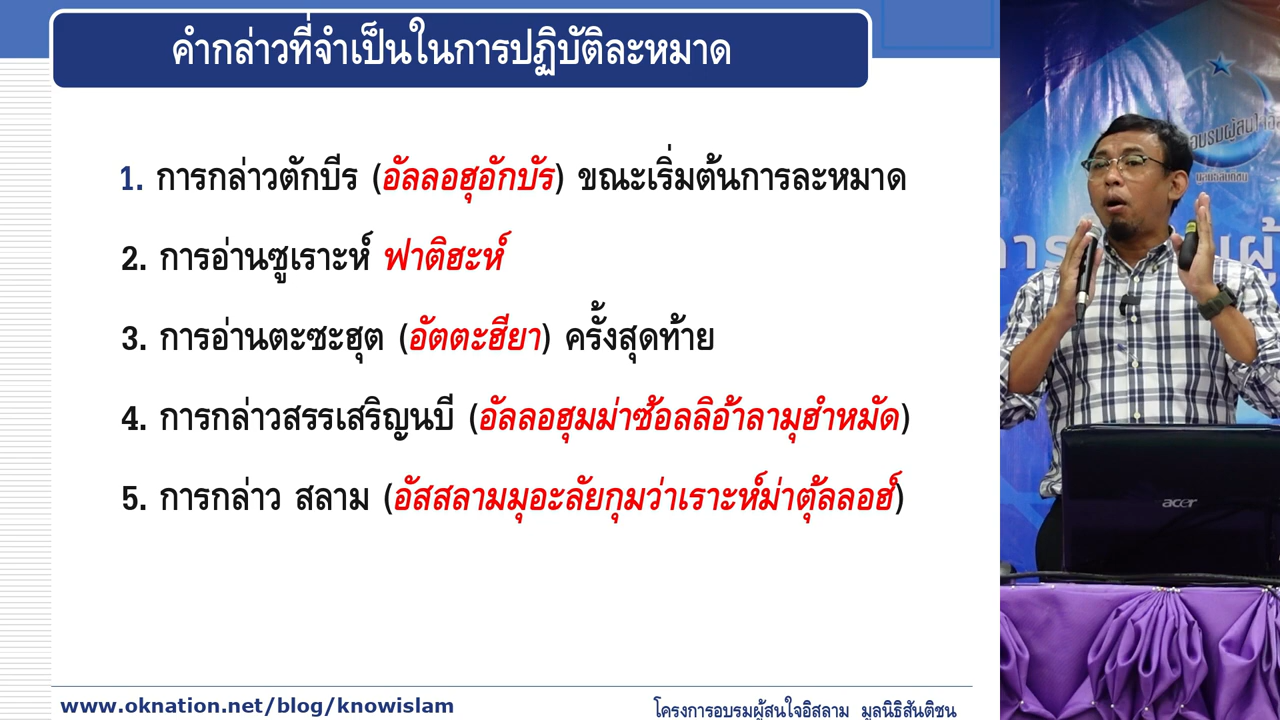 คำกล่าวที่จำเป็นในการปฏิบัติละหมาด
1. การกล่าวตักบีร (อัลลอฮุอักบัร) ขณะเริ่มต้นการละหมาด
2. การอ่านซูเราะห์ ฟาติฮะห์
3. การอ่านตะซะฮุต (อัตตะฮียา) ครั้งสุดท้าย
4. การกล่าวสรรเสริญนบี (อัลลอฮุมม่าซ้อลลิอ้าลามุฮำหมัด)
5. การกล่าว สลาม (อัสสลามมุอะลัยกุมว่าเราะห์ม่าตุ้ลลอฮ์)
www.oknation.net/blog/knowislam
โครงการอบรมผู้สนใจอิสลาม มูลนิธิสันติชน
มูลนิธิสันติชน
acer